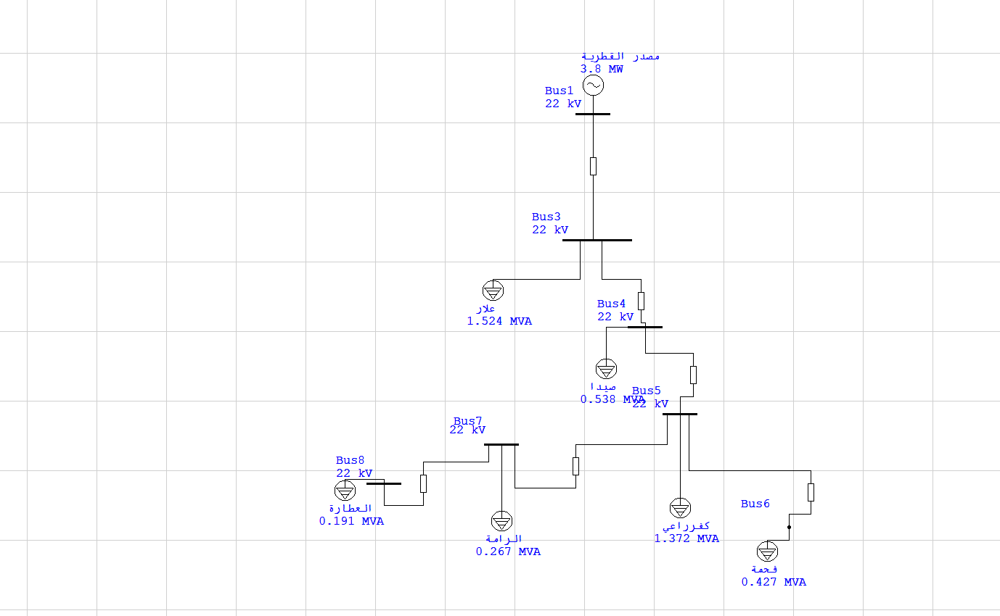 مصدر القطرية
3.8 MW
Bus1
22 kV
Bus3
22 kV
علار
1.524 MVA
Bus4
22 kV
صيدا
0.538 MVA
Bus5
22 kV
Bus7
22 kV
Bus8
22 kV
العطارة
0.191 MVA
الرامة
0.267 MVA
كفرراعي
1.372 MVA
Bus6
فحمة
0.427 MVA